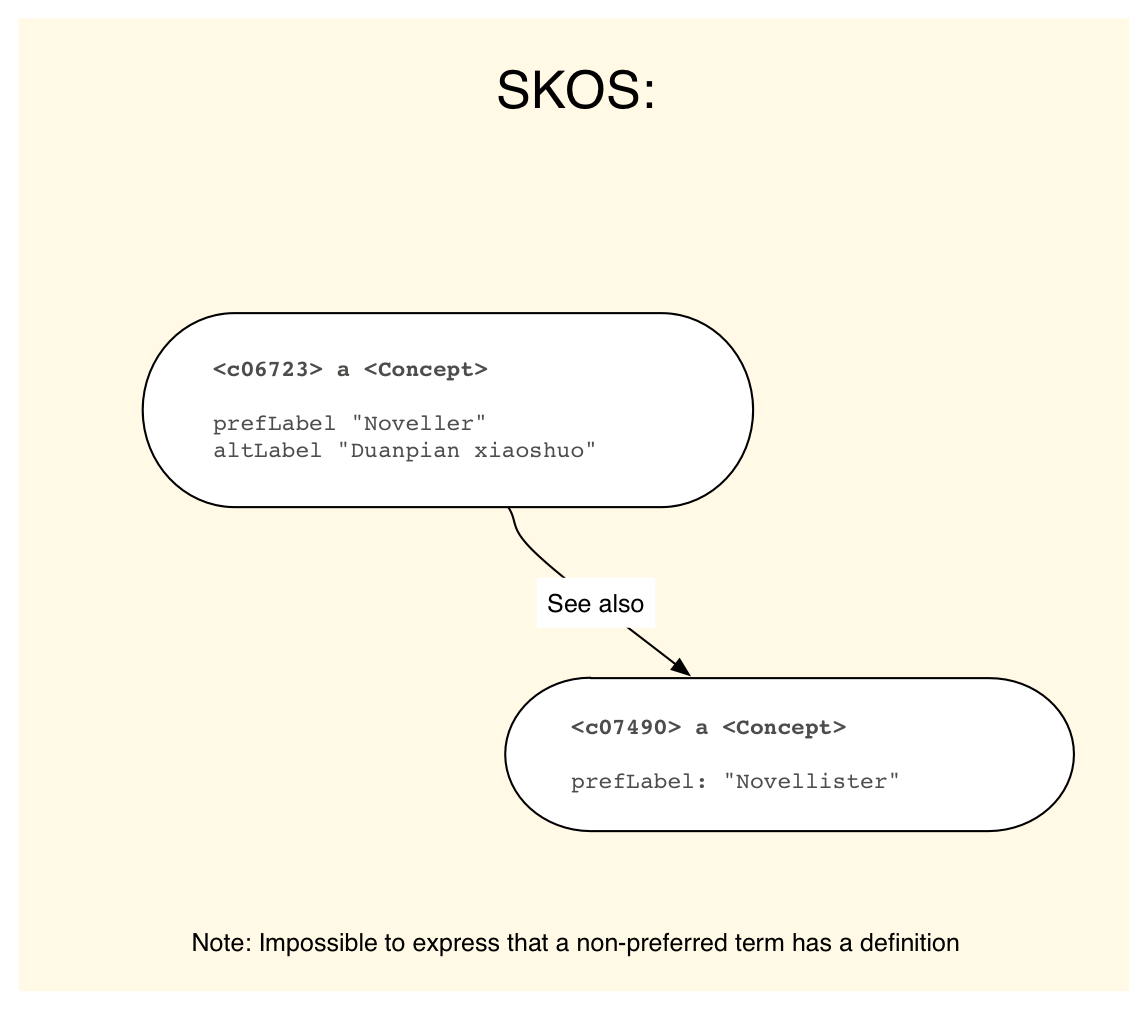 SKOS:
<c06723> a <Concept>
prefLabel "Noveller"
altLabel "Duanpian xiaoshuo"
See also
<c07490> a <Concept>
prefLabel: "Novellister"
Note: Impossible to express that a non-preferred term has a definition